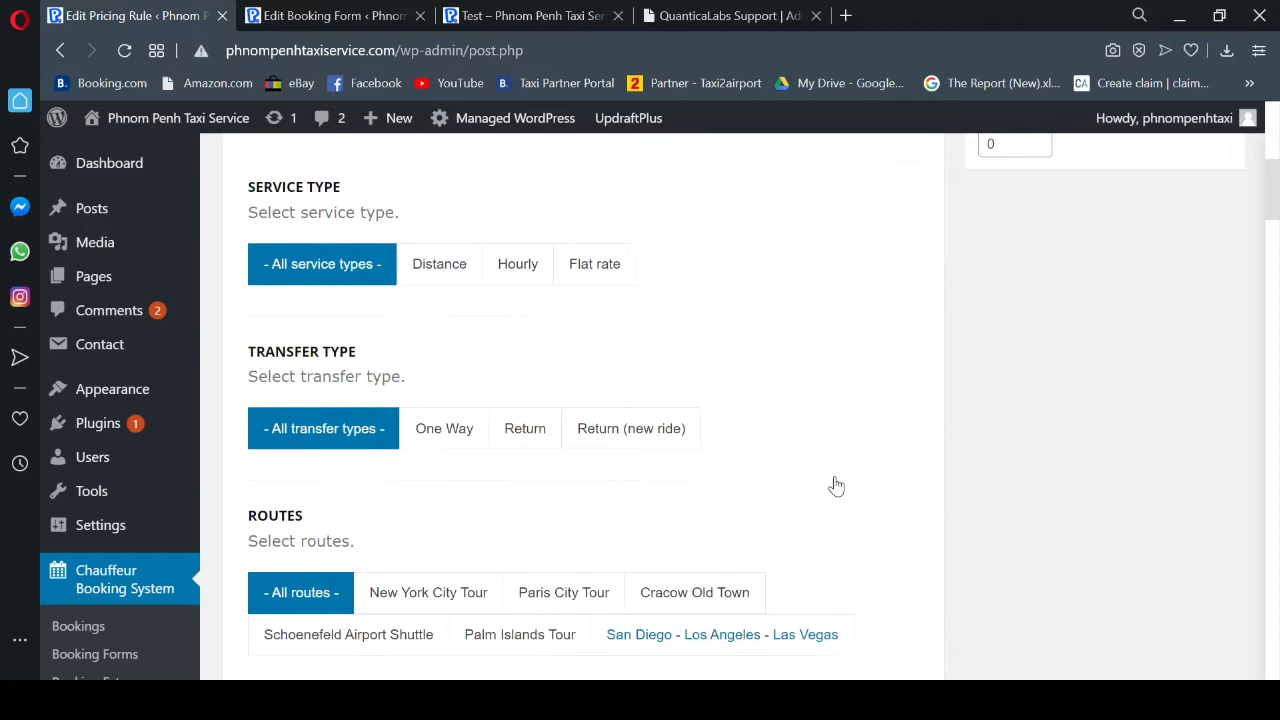 Edit Pricing Rule ‹ Phnom P
Edit Booking Form ‹ Phnom
Test – Phnom Penh Taxi Ser
QuanticaLabs Support | Ad
phnompenhtaxiservice.com/wp-admin/post.php
B. Booking.com
Amazon.com
eBay
Facebook
YouTube
B. Taxi Partner Portal
2 Partner - Taxi2airport
My Drive - Google...
The Report (New).xl...
CA Create claim | claim...
Phnom Penh Taxi Service
1
2
New
Managed WordPress
UpdraftPlus
Howdy, phnompenhtaxi
Dashboard
Posts
Media
Pages
Comments 2
Contact
Appearance
Plugins 1
Users
Tools
Settings
Chauffeur
Booking System
Bookings
Booking Forms
0
SERVICE TYPE
Select service type.
- All service types -
Distance
Hourly
Flat rate
TRANSFER TYPE
Select transfer type.
- All transfer types -
One Way
Return
Return (new ride)
ROUTES
Select routes.
- All routes -
New York City Tour
Paris City Tour
Cracow Old Town
Schoenefeld Airport Shuttle
Palm Islands Tour
San Diego - Los Angeles - Las Vegas